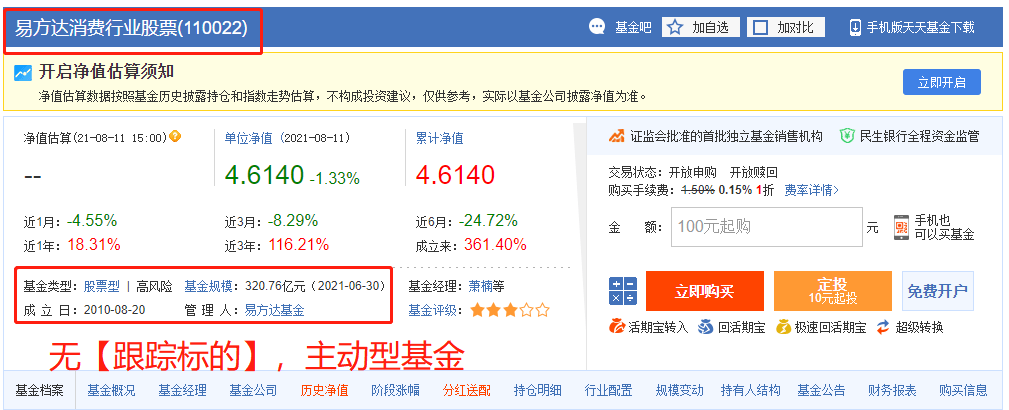 易方达消费行业股票(110022)
基金吧 加自选 加对比 手机版天天基金下载
开启净值估算须知
净值估算数据按照基金历史披露持仓和指数走势估算，不构成投资建议，仅供参考，实际以基金公司披露净值为准。
立即开启
净值估算(21-08-11 15:00) 单位净值 (2021-08-11) 累计净值
-- 4.6140 -1.33% 4.6140
近1月：-4.55% 近3月：-8.29% 近6月：-24.72%
近1年：18.31% 近3年：116.21% 成立来：361.40%
基金类型：股票型 | 高风险 基金规模：320.76亿元（2021-06-30） 基金经理：萧楠等
成 立 日：2010-08-20 管 理 人：易方达基金 基金评级：★★★☆☆
无【跟踪标的】，主动型基金
证监会批准的首批独立基金销售机构 民生银行全程资金监管
交易状态：开放申购 开放赎回
购买手续费：1.50% 0.15% 1折 费率详情>
金 额： 100元起购 元
手机也
可以买基金
立即购买 定投 免费开户
10元起投
活期宝转入 回活期宝 极速回活期宝 超级转换
基金档案 基金概况 基金经理 基金公司 历史净值 阶段涨幅 分红送配 持仓明细 行业配置 规模变动 持有人结构 基金公告 财务报表 购买信息